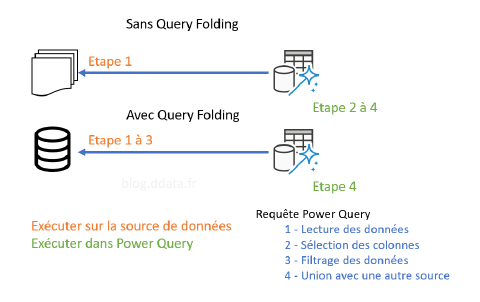 Sans Query Folding
Etape 1
Etape 2 à 4
Avec Query Folding
Etape 1 à 3
Etape 4
blog.ddata.fr
Exécuter sur la source de données
Exécuter dans Power Query
Requête Power Query
1 - Lecture des données
2 - Sélection des colonnes
3 - Filtrage des données
4 - Union avec une autre source